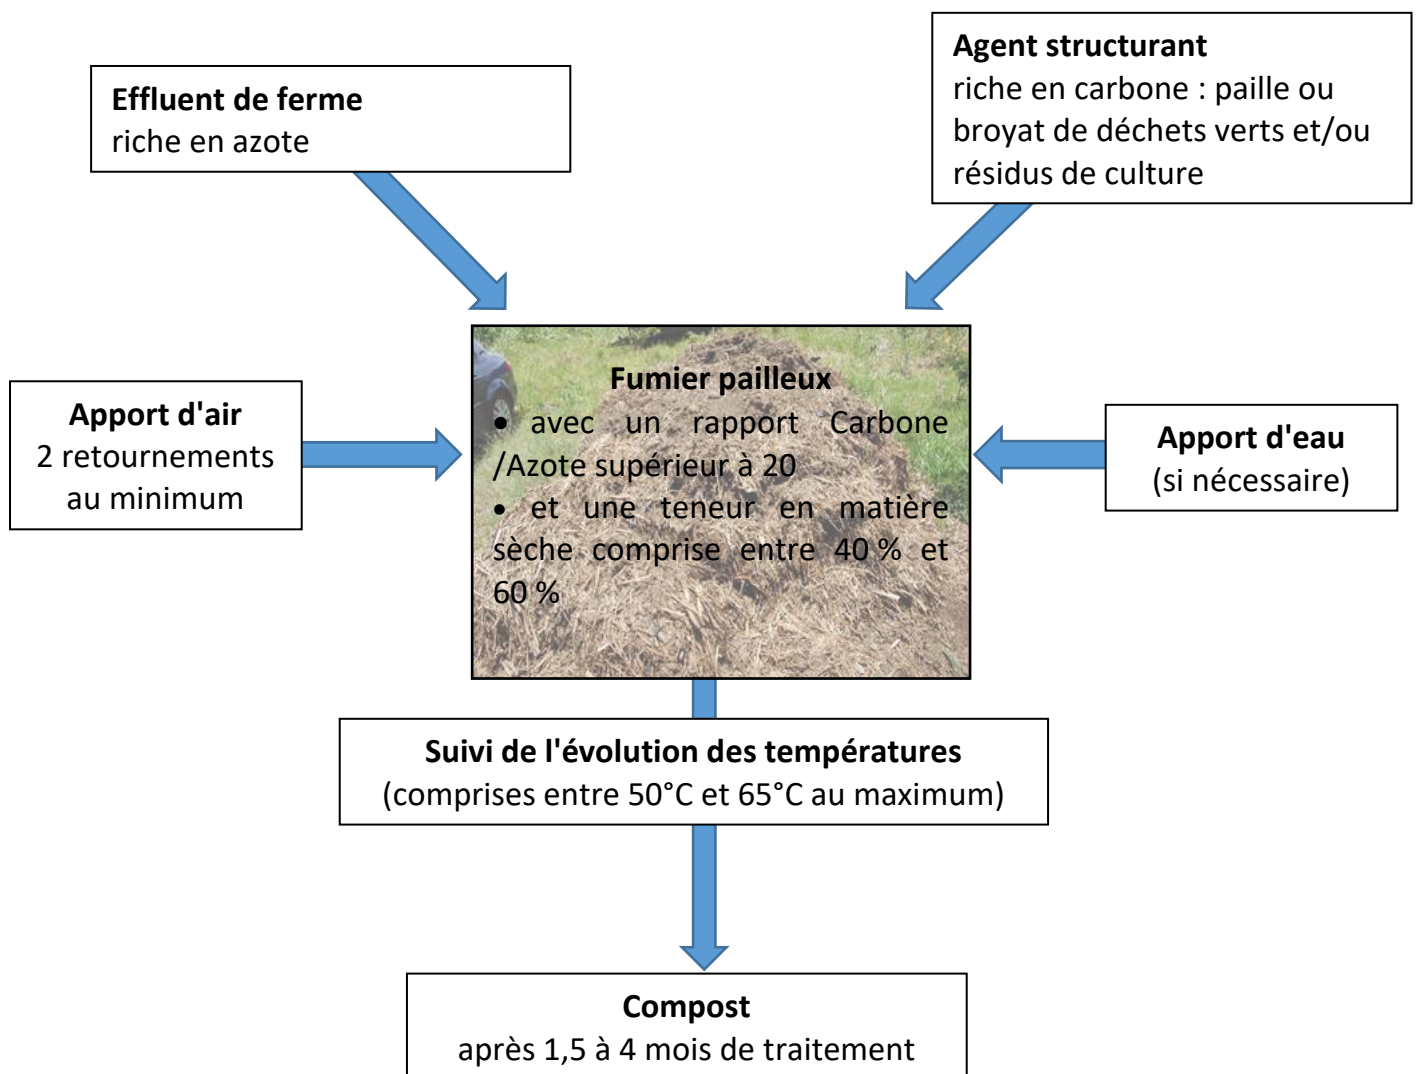 Effluent de ferme
riche en azote
Agent structurant
riche en carbone : paille ou
broyat de déchets verts et/ou
résidus de culture
Apport d'air
2 retournements
au minimum
Fumier pailleux
• avec un rapport Carbone
/Azote supérieur à 20
• et une teneur en matière
sèche comprise entre 40 % et
60 %
Apport d'eau
(si nécessaire)
Suivi de l'évolution des températures
(comprises entre 50°C et 65°C au maximum)
Compost
après 1,5 à 4 mois de traitement